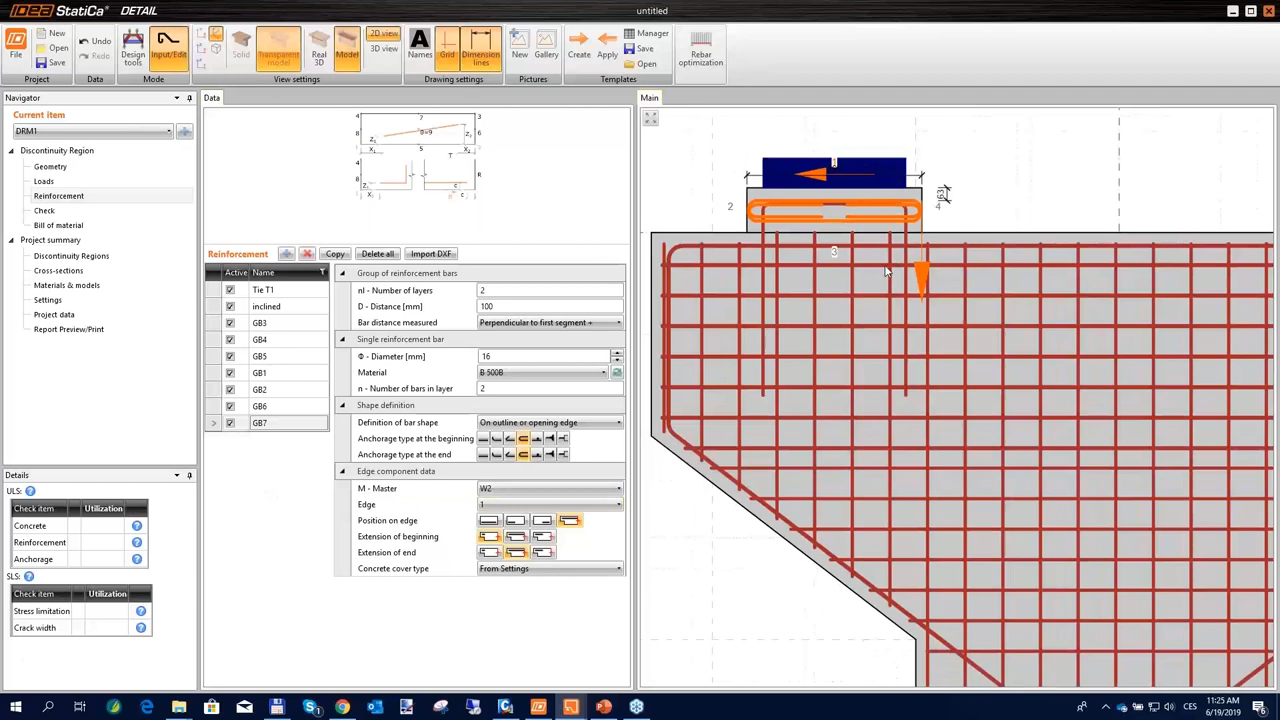 IDEA StatiCa® DETAIL
untitled
File
New
Open
Save
Project
Undo
Redo
Data
Design tools
Input/Edit
Mode
Solid
Transparent model
Real 3D
Model
2D view
3D view
View settings
Names
Grid
Dimension lines
Drawing settings
New
Gallery
Pictures
Create
Apply
Manager
Save
Open
Templates
Rebar optimization
Navigator
Current item
DRM1
Discontinuity Region
Geometry
Loads
Reinforcement
Check
Bill of material
Project summary
Discontinuity Regions
Cross-sections
Materials & models
Settings
Project data
Report Preview/Print
Details
ULS:
Check item Utilization
Concrete
Reinforcement
Anchorage
SLS:
Check item Utilization
Stress limitation
Crack width
Data
Reinforcement Copy Delete all Import DXF
Active Name
Tie T1
inclined
GB3
GB4
GB5
GB1
GB2
GB6
GB7
Group of reinforcement bars
nl - Number of layers 2
D - Distance [mm] 100
Bar distance measured Perpendicular to first segment +
Single reinforcement bar
Φ - Diameter [mm] 16
Material B 500B
n - Number of bars in layer 2
Shape definition
Definition of bar shape On outline or opening edge
Anchorage type at the beginning
Anchorage type at the end
Edge component data
M - Master W2
Edge 1
Position on edge
Extension of beginning
Extension of end
Concrete cover type From Settings
Main
1
2
3
4
(63)
CES
11:25 AM
6/19/2019